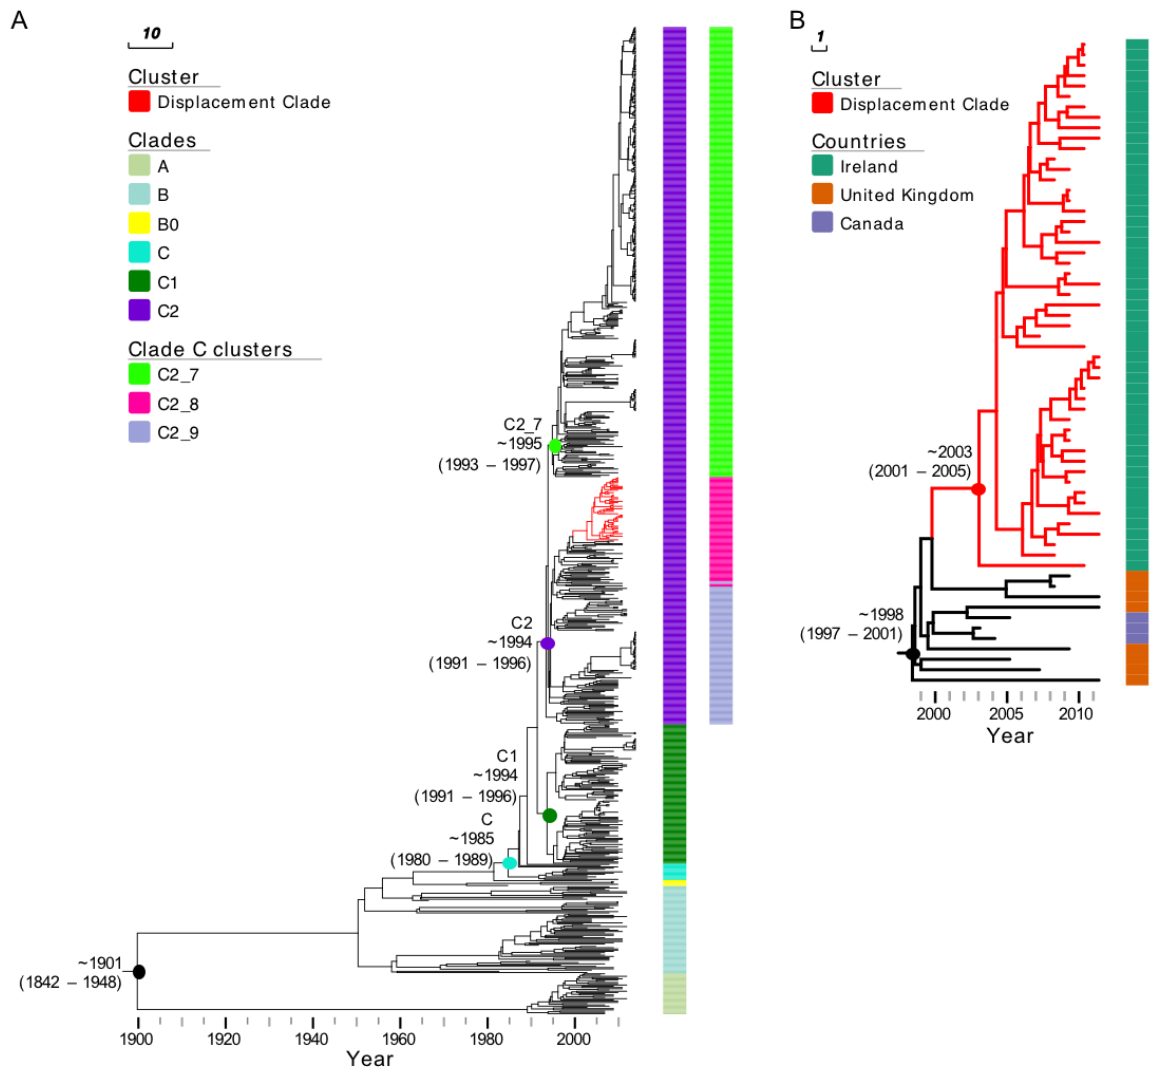 A
10
Cluster
Displacement Clade
Clades
A
B
B0
C
C1
C2
Clade C clusters
C2_7
C2_8
C2_9
C2_7
~1995
(1993 – 1997)
C2
~1994
(1991 – 1996)
C1
~1994
(1991 – 1996)
C
~1985
(1980 – 1989)
~1901
(1842 – 1948)
1900 1920 1940 1960 1980 2000
Year
B
1
Cluster
Displacement Clade
Countries
Ireland
United Kingdom
Canada
~2003
(2001 – 2005)
~1998
(1997 – 2001)
2000 2005 2010
Year